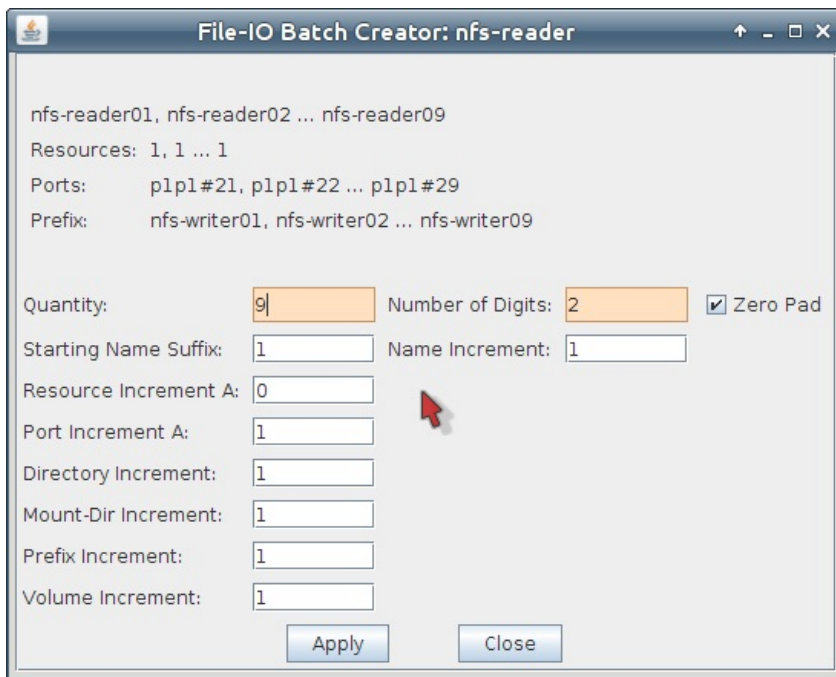 File-IO Batch Creator: nfs-reader
nfs-reader01, nfs-reader02 ... nfs-reader09
Resources: 1, 1 ... 1
Ports: p1p1#21, p1p1#22 ... p1p1#29
Prefix: nfs-writer01, nfs-writer02 ... nfs-writer09
Quantity: 9 Number of Digits: 2 Zero Pad
Starting Name Suffix: 1 Name Increment: 1
Resource Increment A: 0
Port Increment A: 1
Directory Increment: 1
Mount-Dir Increment: 1
Prefix Increment: 1
Volume Increment: 1
Apply Close